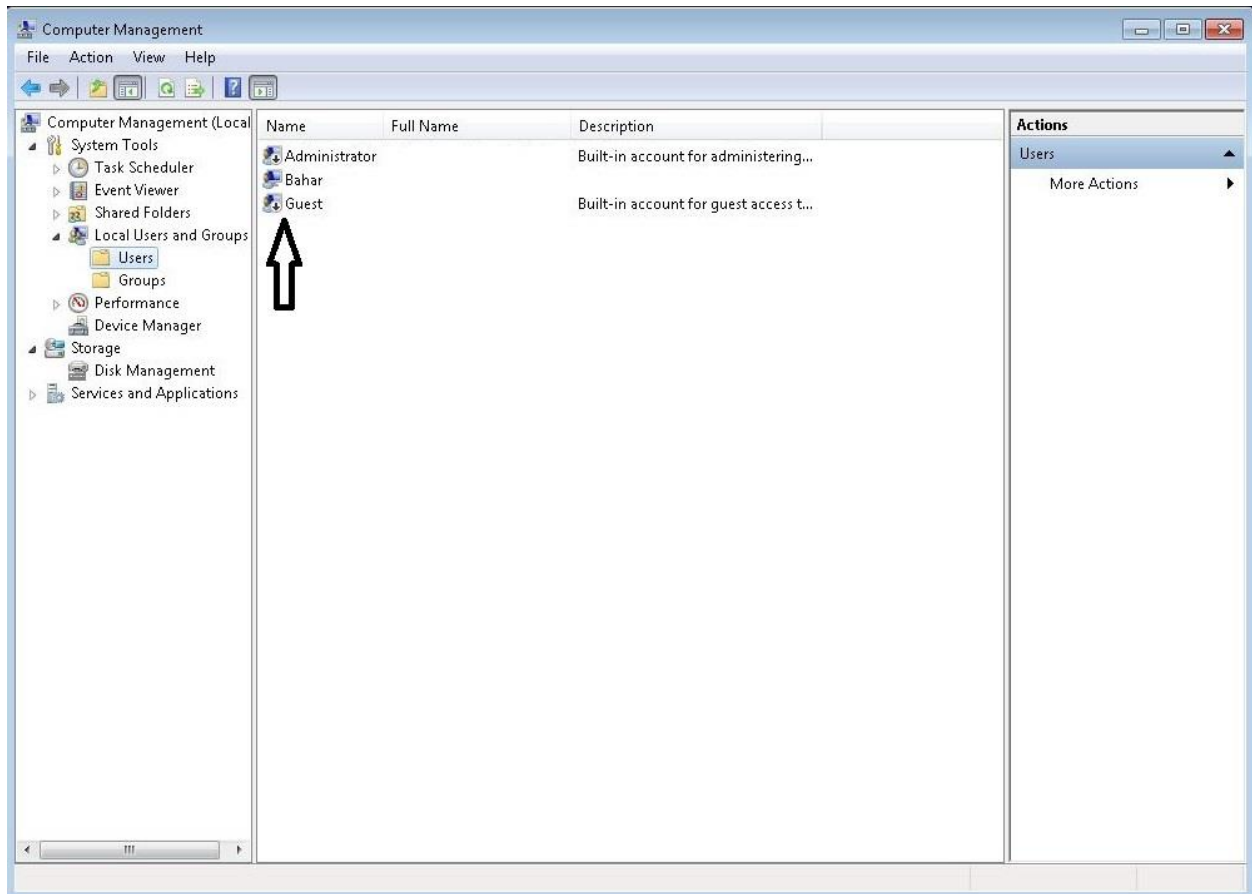 Computer Management
File Action View Help
Computer Management (Local
System Tools
Task Scheduler
Event Viewer
Shared Folders
Local Users and Groups
Users
Groups
Performance
Device Manager
Storage
Disk Management
Services and Applications
Name Full Name Description
Administrator Built-in account for administering...
Bahar
Guest Built-in account for guest access t...
Actions
Users
More Actions